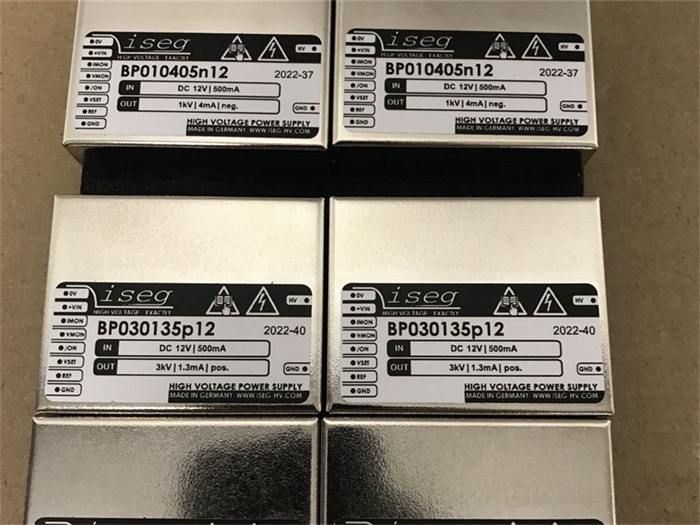 0V
+VIN
IMON
VMON
/ON
VSET
REF
GND
iseg
HIGH VOLTAGE. EXACTLY
HV
BP010405n12 2022-37
IN DC 12V | 500mA
OUT 1kV | 4mA | neg.
GND
HIGH VOLTAGE POWER SUPPLY
MADE IN GERMANY WWW.ISEG-HV.COM
0V
+VIN
IMON
VMON
/ON
VSET
REF
GND
iseg
HIGH VOLTAGE. EXACTLY
HV
BP010405n12 2022-37
IN DC 12V | 500mA
OUT 1kV | 4mA | neg.
GND
HIGH VOLTAGE POWER SUPPLY
MADE IN GERMANY WWW.ISEG-HV.COM
0V
+VIN
IMON
VMON
/ON
VSET
REF
GND
iseg
HIGH VOLTAGE. EXACTLY
HV
BP030135p12 2022-40
IN DC 12V | 500mA
OUT 3kV | 1.3mA | pos.
GND
HIGH VOLTAGE POWER SUPPLY
MADE IN GERMANY WWW.ISEG-HV.COM
0V
+VIN
IMON
VMON
/ON
VSET
REF
GND
iseg
HIGH VOLTAGE. EXACTLY
HV
BP030135p12 2022-40
IN DC 12V | 500mA
OUT 3kV | 1.3mA | pos.
GND
HIGH VOLTAGE POWER SUPPLY
MADE IN GERMANY WWW.ISEG-HV.COM